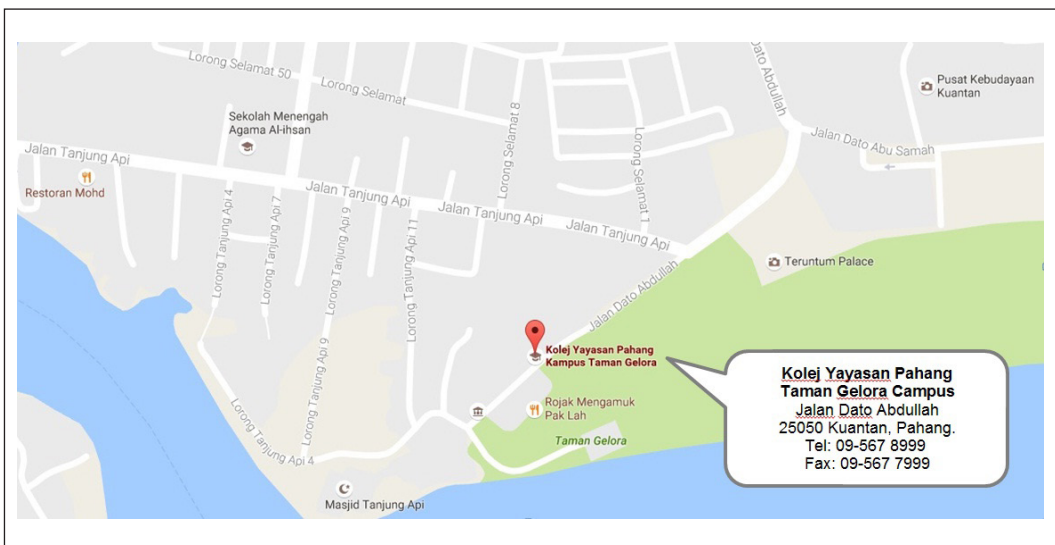 Lorong Selamat 50
Lorong Selamat
Dato Abdullah
Pusat Kebudayaan
Kuantan
Sekolah Menengah
Agama Al-ihsan
Lorong Selamat 8
Lorong Selamat 1
Jalan Dato Abu Samah
Jalan Tanjung Api
Restoran Mohd
Jalan Tanjung Api
Jalan Tanjung Api
Jalan Tanjung Api
Lorong Tanjung Api 4
Lorong Tanjung Api 7
Lorong Tanjung Api 9
Lorong Tanjung Api 11
Teruntum Palace
Jalan Dato Abdullah
Kolej Yayasan Pahang
Kampus Taman Gelora
Lorong Tanjung Api 9
Rojak Mengamuk
Pak Lah
Taman Gelora
Lorong Tanjung Api 4
Masjid Tanjung Api
Kolej Yayasan Pahang
Taman Gelora Campus
Jalan Dato Abdullah
25050 Kuantan, Pahang.
Tel: 09-567 8999
Fax: 09-567 7999